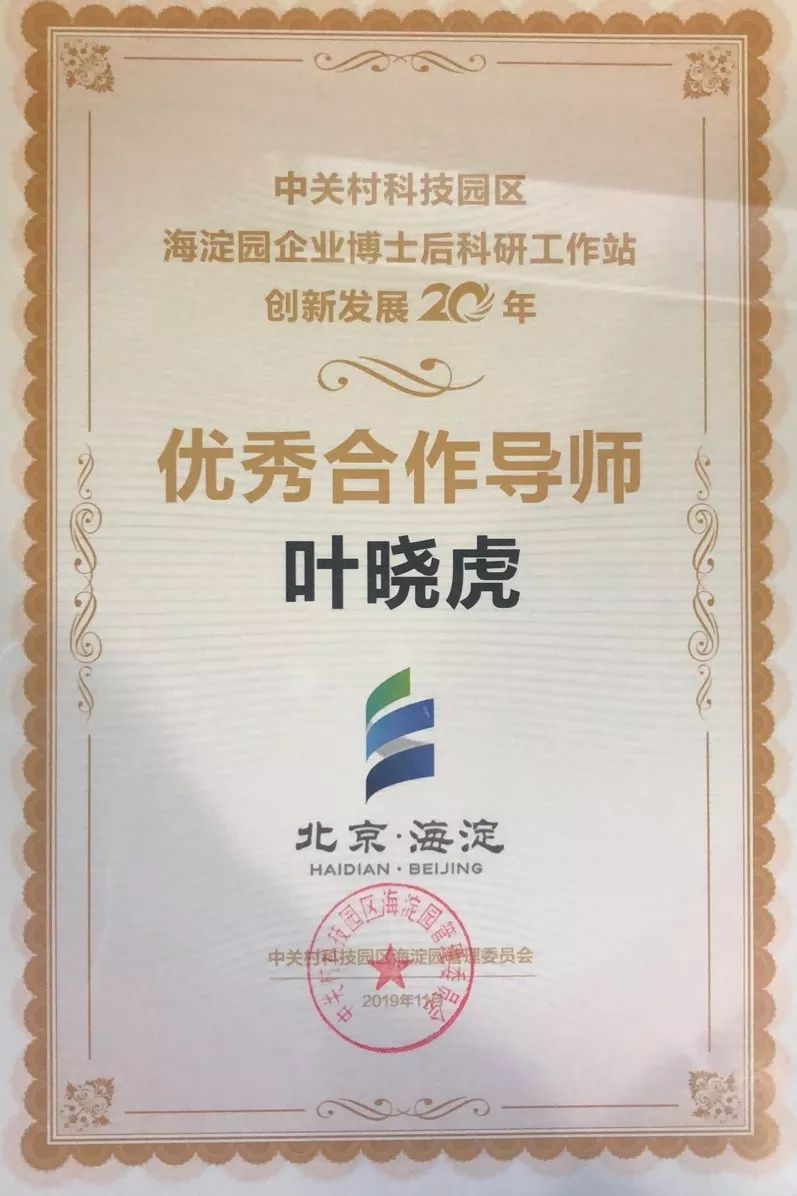 中关村科技园区
海淀园企业博士后科研工作站
创新发展20年
优秀合作导师
叶晓虎
北京·海淀
HAIDIAN·BEIJING
中关村科技园区海淀园管理委员会
中关村科技园区海淀园管理委员会
2019年11月